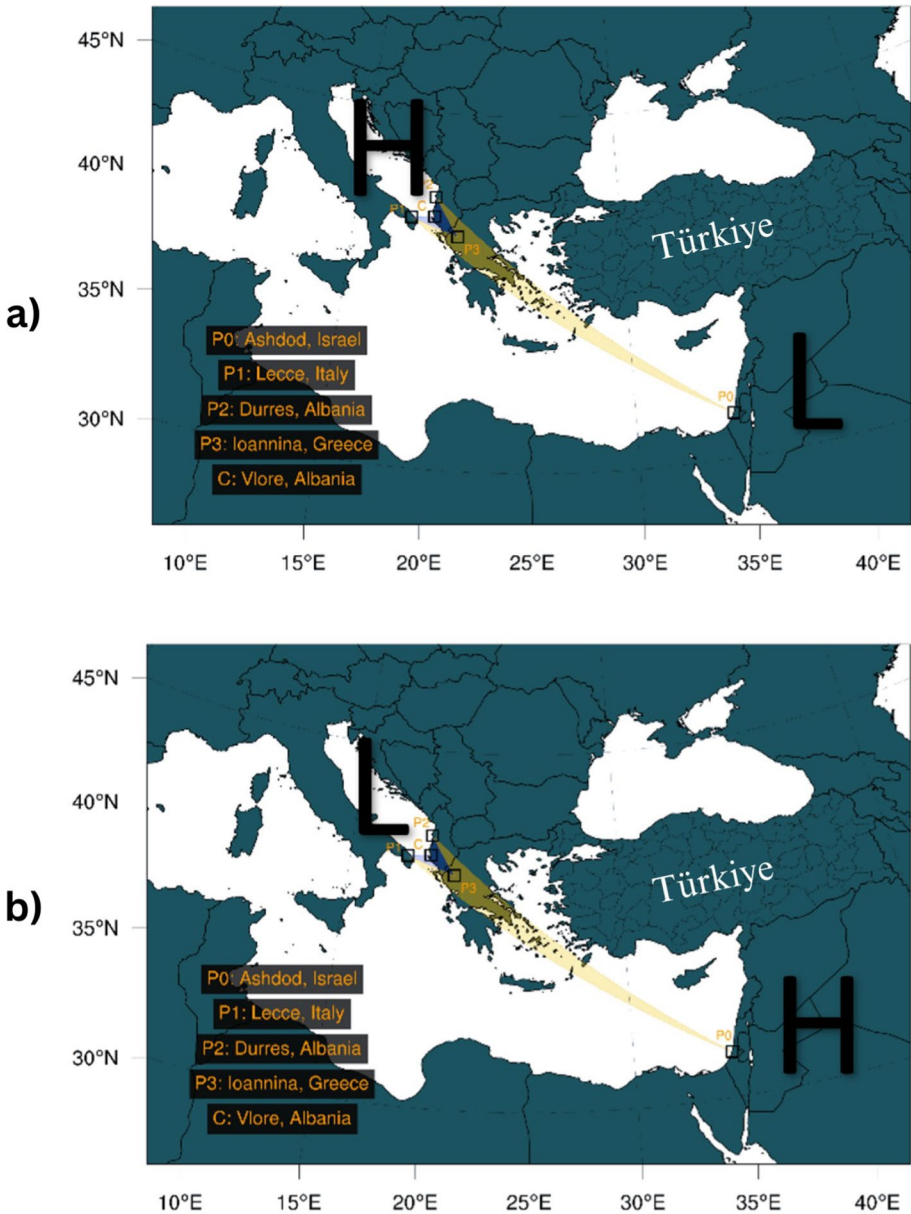 45°N
40°N
35°N
30°N
a)
H
P2
C
P1
P3
Türkiye
L
P0
P0: Ashdod, Israel
P1: Lecce, Italy
P2: Durres, Albania
P3: Ioannina, Greece
C: Vlore, Albania
10°E 15°E 20°E 25°E 30°E 35°E 40°E
45°N
40°N
35°N
30°N
b)
L
P2
C
P1
P3
Türkiye
H
P0
P0: Ashdod, Israel
P1: Lecce, Italy
P2: Durres, Albania
P3: Ioannina, Greece
C: Vlore, Albania
10°E 15°E 20°E 25°E 30°E 35°E 40°E